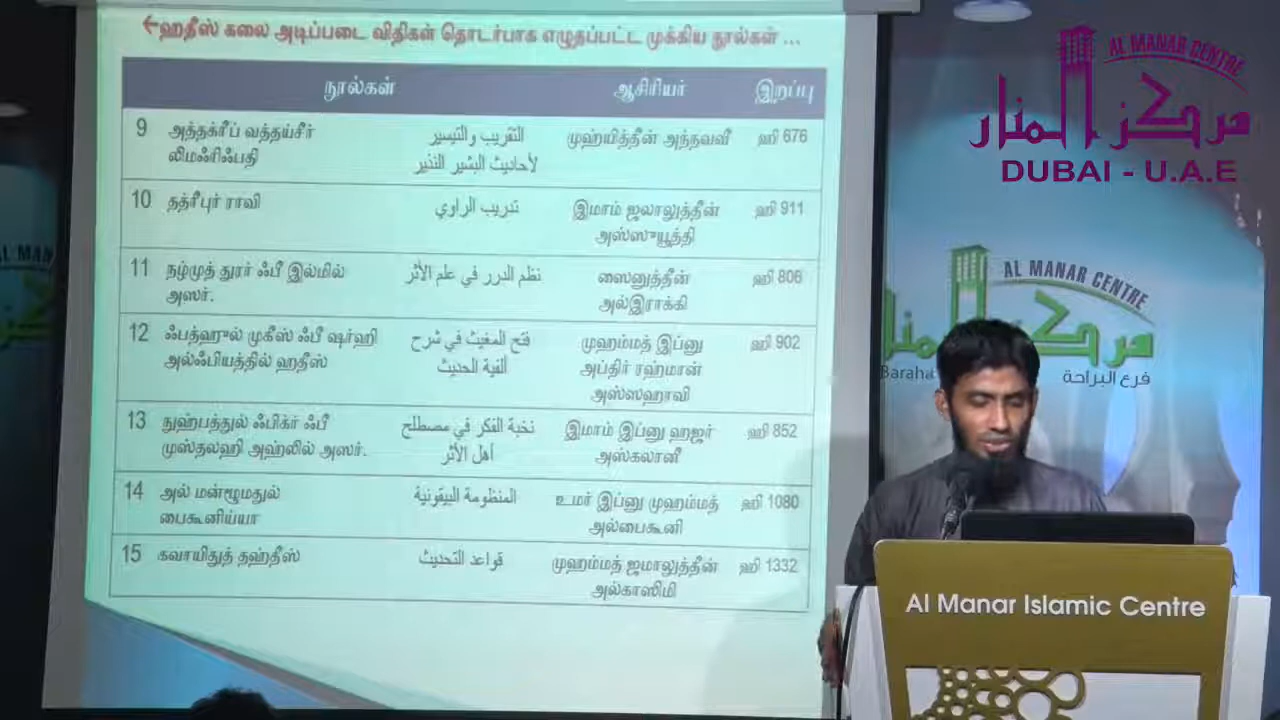 ←ஹதீஸ் கலை அடிப்படை விதிகள் தொடர்பாக எழுதப்பட்ட முக்கிய நூல்கள் ...
நூல்கள் ஆசிரியர் இறப்பு
9 அத்தக்ரீப் வத்தய்சீர் التقريب والتيسير முஹயித்தீன் அந்நவவீ ஹி 676
லிமஃரிஃபதி لأحاديث البشير النذير
10 தத்ரீபுர் ராவி تدريب الراوي இமாம் ஜலாலுத்தீன் ஹி 911
அஸ்ஸுயூத்தி
11 நழ்முத் துரர் ஃபீ இல்மில் نظم الدرر في علم الأثر ஸைனுத்தீன் ஹி 806
அஸர். அல்இராக்கி
12 ஃபத்ஹுல் முகீஸ் ஃபீ ஷர்ஹி فتح المغيث في شرح முஹம்மத் இப்னு ஹி 902
அல்ஃபியத்தில் ஹதீஸ் ألفية الحديث அப்திர் ரஹ்மான்
அஸ்ஸஹாவி
13 நுஹ்பத்துல் ஃபிக்ர் ஃபீ نخبة الفكر في مصطلح இமாம் இப்னு ஹஜர் ஹி 852
முஸ்தலஹி அஹ்லில் அஸர். أهل الأثر அஸ்கலானீ
14 அல் மன்ழூமதுல் المنظومة البيقونية உமர் இப்னு முஹம்மத் ஹி 1080
பைகூனிய்யா அல்பைகூனி
15 கவாயிதுத் தஹ்தீஸ் قواعد التحديث முஹம்மத் ஜமாலுத்தீன் ஹி 1332
அல்காஸிமி
AL MANAR CENTRE
مركز المنار
DUBAI - U.A.E
AL MANAR CENTRE
مركز المنار
Baraha
فرع البراحة
AL MAN
Al Manar Islamic Centre